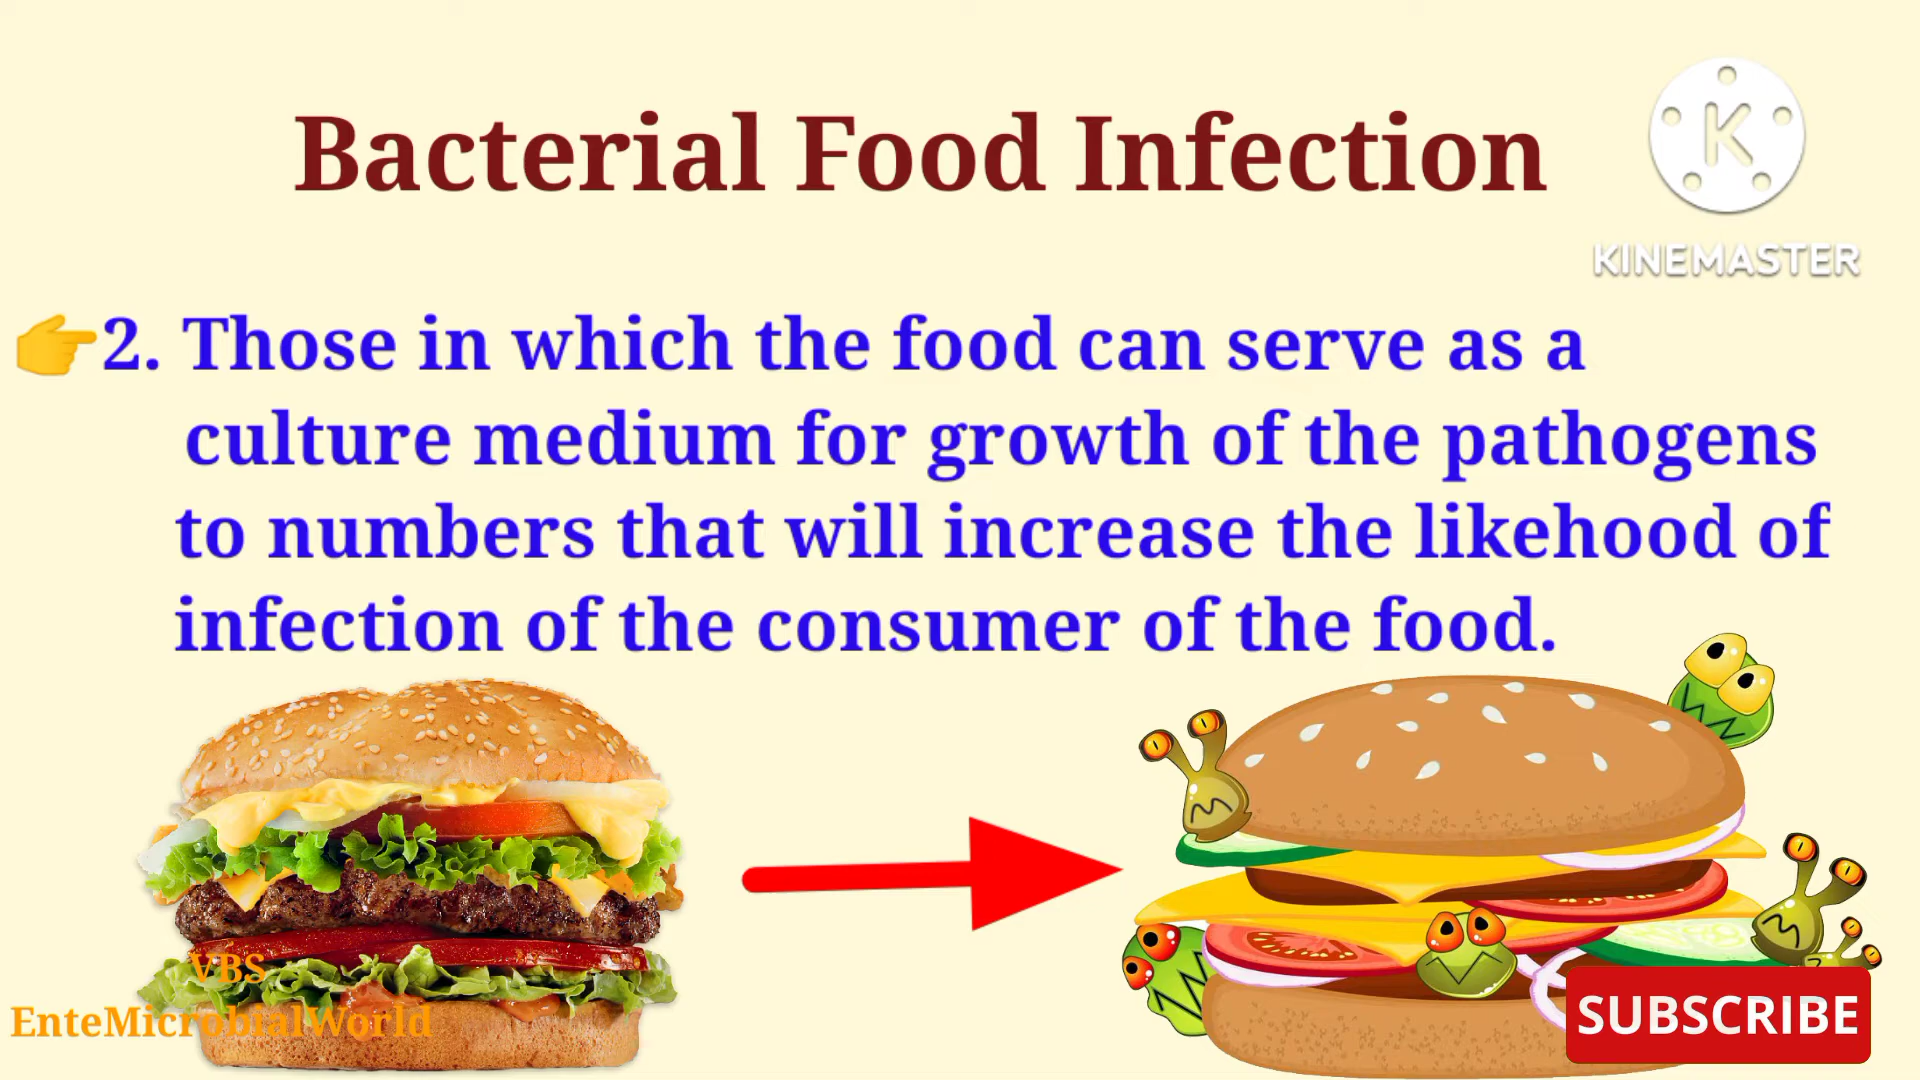 Bacterial Food Infection
K
KINEMASTER
👉2. Those in which the food can serve as a
culture medium for growth of the pathogens
to numbers that will increase the likehood of
infection of the consumer of the food.
VBS
EnteMicrobialWorld
SUBSCRIBE